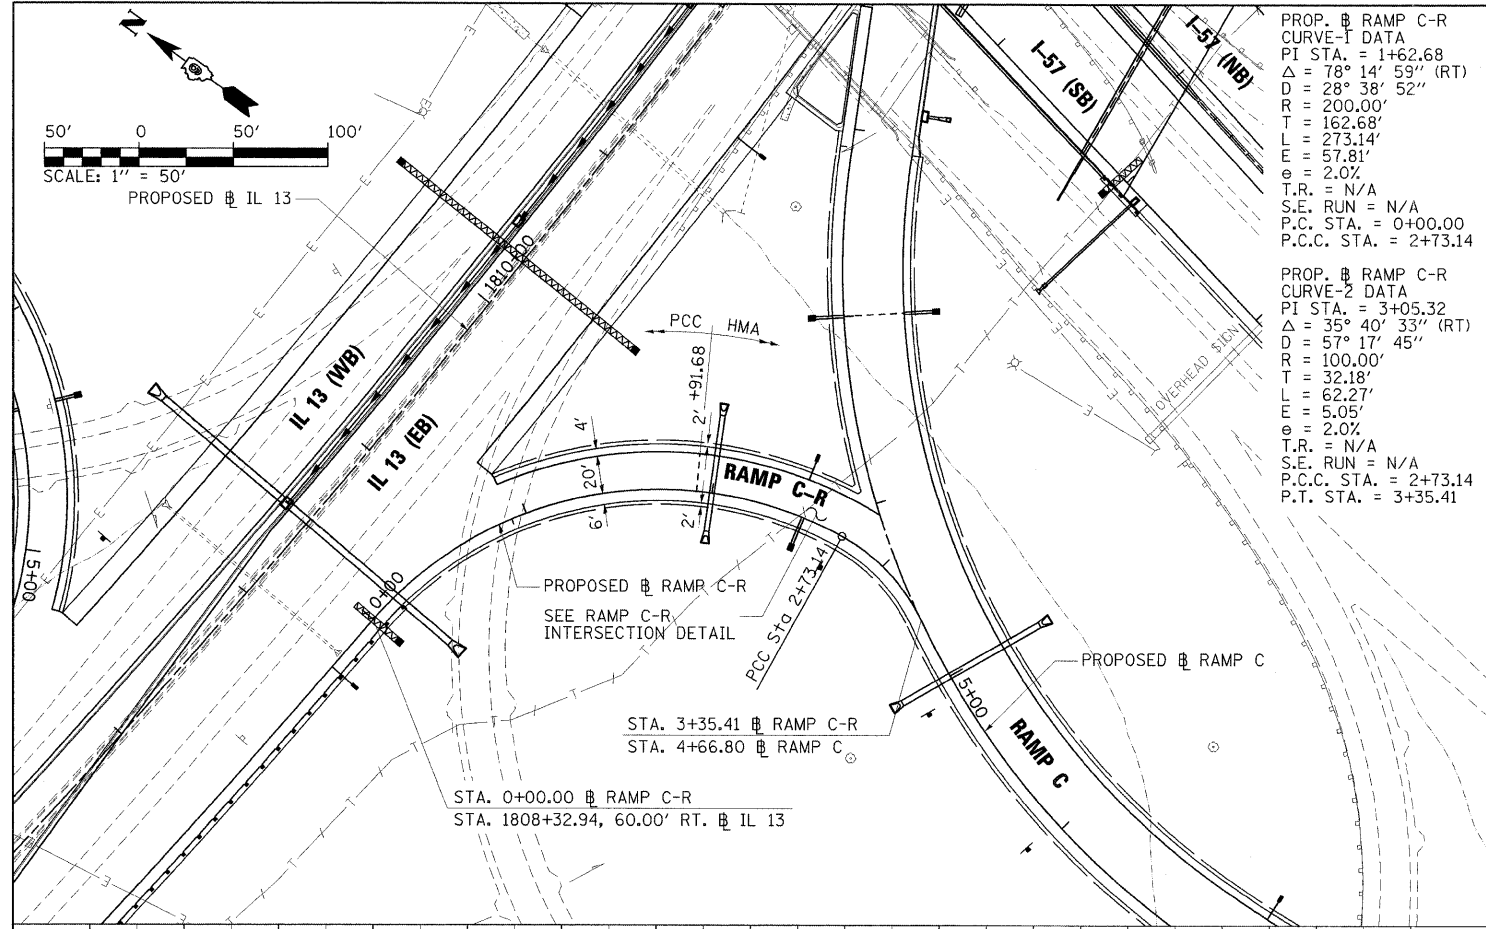 N
50' 0 50' 100'
SCALE: 1" = 50'
PROPOSED ℄ IL 13
1810+00
IL 13 (WB)
IL 13 (EB)
I-57 (SB)
I-57 (NB)
OVERHEAD SIGN
PCC HMA
+91.68
2'
4'
20'
6'
2'
RAMP C-R
0+00
15+00
PROPOSED ℄ RAMP C-R
SEE RAMP C-R
INTERSECTION DETAIL
PCC Sta 2+73.14
PROPOSED ℄ RAMP C
5+00
RAMP C
STA. 3+35.41 ℄ RAMP C-R
STA. 4+66.80 ℄ RAMP C
STA. 0+00.00 ℄ RAMP C-R
STA. 1808+32.94, 60.00' RT. ℄ IL 13
PROP. ℄ RAMP C-R
CURVE-1 DATA
PI STA. = 1+62.68
Δ = 78° 14' 59" (RT)
D = 28° 38' 52"
R = 200.00'
T = 162.68'
L = 273.14'
E = 57.81'
e = 2.0%
T.R. = N/A
S.E. RUN = N/A
P.C. STA. = 0+00.00
P.C.C. STA. = 2+73.14
PROP. ℄ RAMP C-R
CURVE-2 DATA
PI STA. = 3+05.32
Δ = 35° 40' 33" (RT)
D = 57° 17' 45"
R = 100.00'
T = 32.18'
L = 62.27'
E = 5.05'
e = 2.0%
T.R. = N/A
S.E. RUN = N/A
P.C.C. STA. = 2+73.14
P.T. STA. = 3+35.41